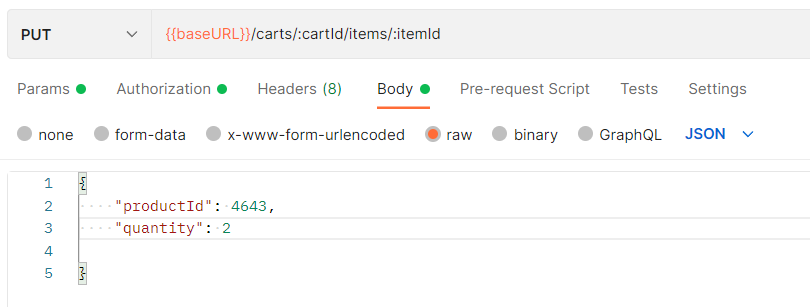 PUT {{baseURL}}/carts/:cartId/items/:itemId
Params Authorization Headers (8) Body Pre-request Script Tests Settings
none form-data x-www-form-urlencoded raw binary GraphQL JSON
1 {
2 "productId": 4643,
3 "quantity": 2
4
5 }